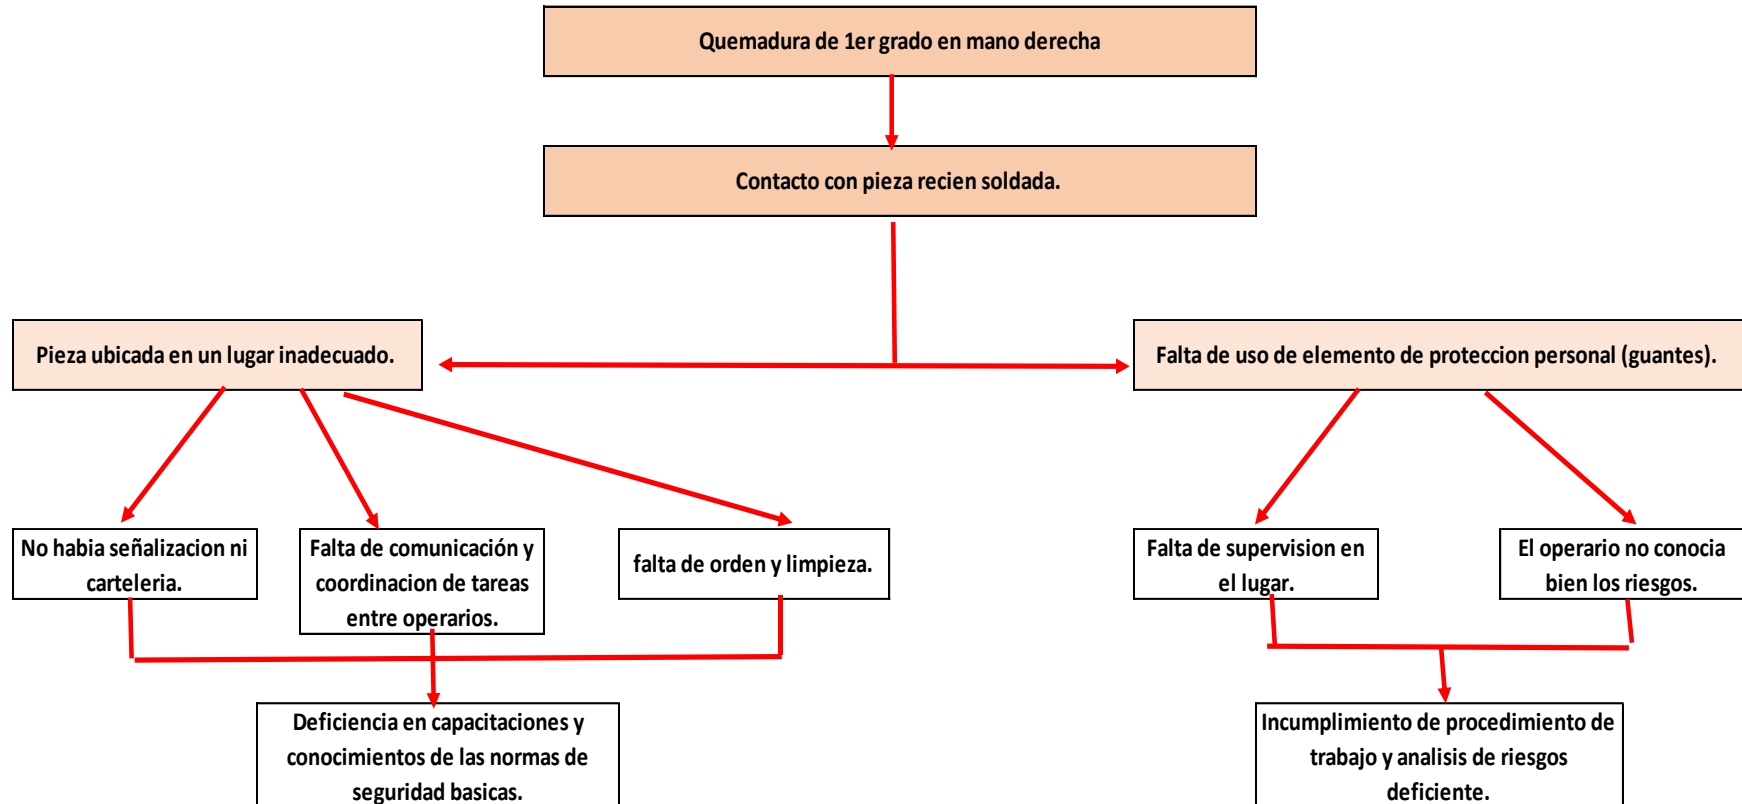 Quemadura de 1er grado en mano derecha
Contacto con pieza recien soldada.
Pieza ubicada en un lugar inadecuado.
Falta de uso de elemento de proteccion personal (guantes).
No habia señalizacion ni
carteleria.
Falta de comunicación y
coordinacion de tareas
entre operarios.
falta de orden y limpieza.
Falta de supervision en
el lugar.
El operario no conocia
bien los riesgos.
Deficiencia en capacitaciones y
conocimientos de las normas de
seguridad basicas.
Incumplimiento de procedimiento de
trabajo y analisis de riesgos
deficiente.